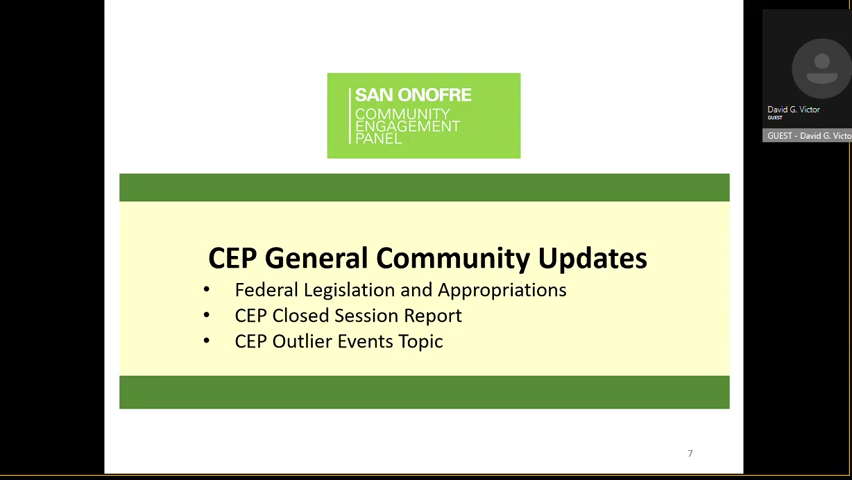 SAN ONOFRE
COMMUNITY
ENGAGEMENT
PANEL
CEP General Community Updates
• Federal Legislation and Appropriations
• CEP Closed Session Report
• CEP Outlier Events Topic
7
David G. Victor
GUEST
GUEST - David G. Victo